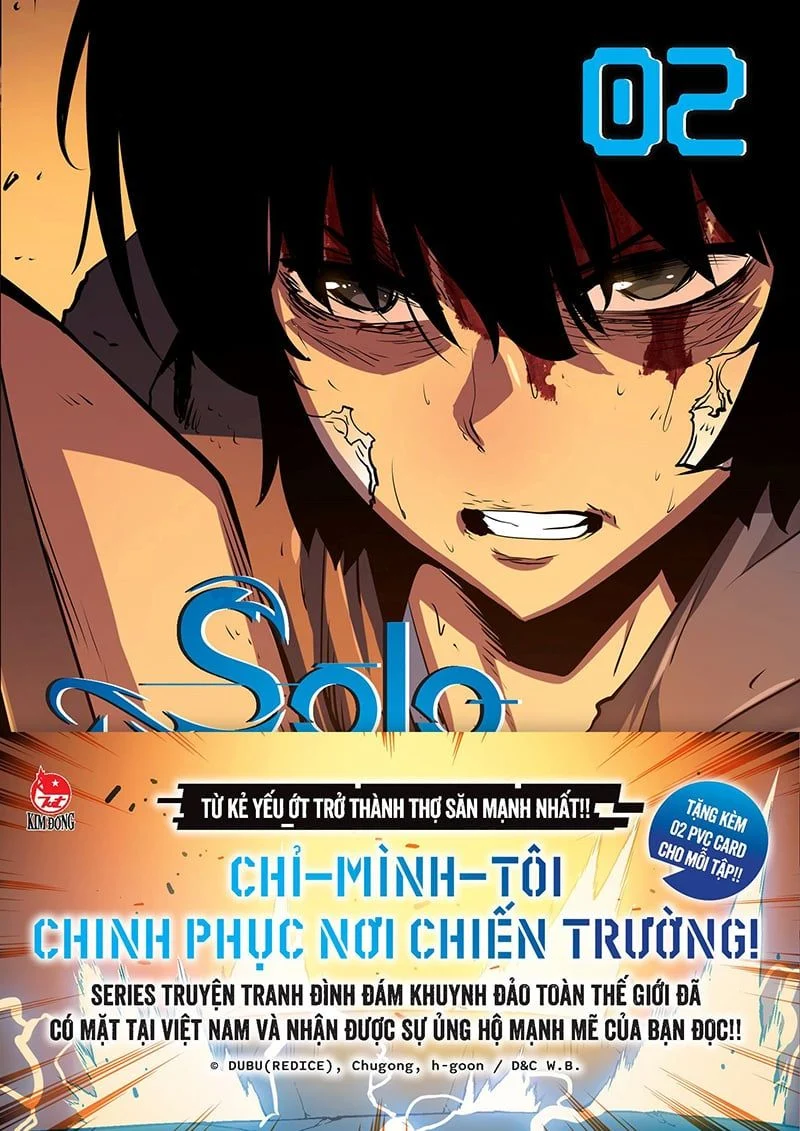 02
Solo
KIM ĐỒNG
TỪ KẺ YẾU ỚT TRỞ THÀNH THỢ SĂN MẠNH NHẤT!!
TẶNG KÈM
02 PVC CARD
CHO MỖI TẬP!!
CHỈ-MÌNH-TÔI
CHINH PHỤC NƠI CHIẾN TRƯỜNG!
SERIES TRUYỆN TRANH ĐÌNH ĐÁM KHUYNH ĐẢO TOÀN THẾ GIỚI ĐÃ
CÓ MẶT TẠI VIỆT NAM VÀ NHẬN ĐƯỢC SỰ ỦNG HỘ MẠNH MẼ CỦA BẠN ĐỌC!!
© DUBU(REDICE), Chugong, h-goon / D&C W.B.